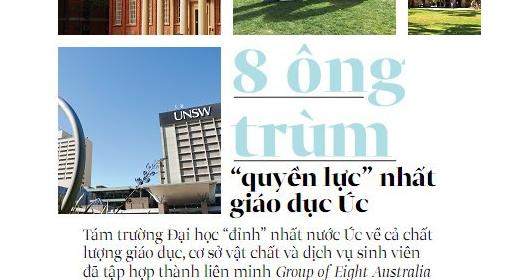 UNSW
8 ông
trùm
“quyền lực” nhất
giáo dục Úc
Tám trường Đại học “đỉnh” nhất nước Úc về cả chất
lượng giáo dục, cơ sở vật chất và dịch vụ sinh viên
đã tập hợp thành liên minh Group of Eight Australia